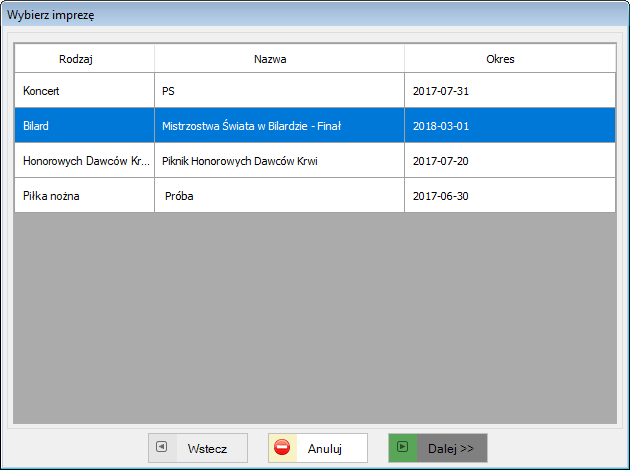 Wybierz imprezę
Rodzaj Nazwa Okres
Koncert PS 2017-07-31
Bilard Mistrzostwa Świata w Bilardzie - Finał 2018-03-01
Honorowych Dawców Kr... Piknik Honorowych Dawców Krwi 2017-07-20
Piłka nożna Próba 2017-06-30
Wstecz Anuluj Dalej >>